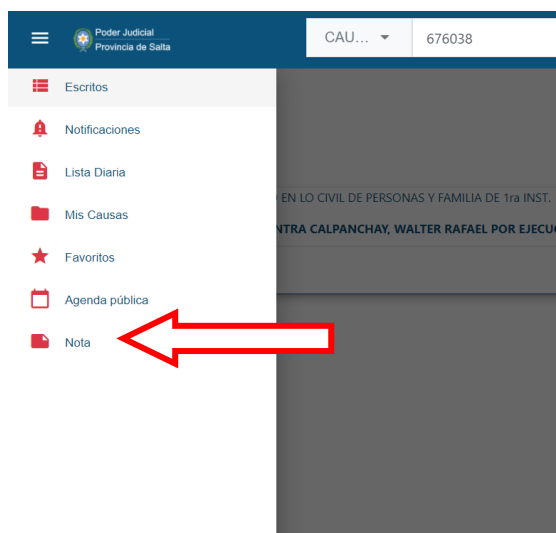 Poder Judicial
Provincia de Salta
CAU...
676038
Escritos
Notificaciones
Lista Diaria
EN LO CIVIL DE PERSONAS Y FAMILIA DE 1ra INST.
Mis Causas
NTRA CALPANCHAY, WALTER RAFAEL POR EJECU
Favoritos
Agenda pública
Nota